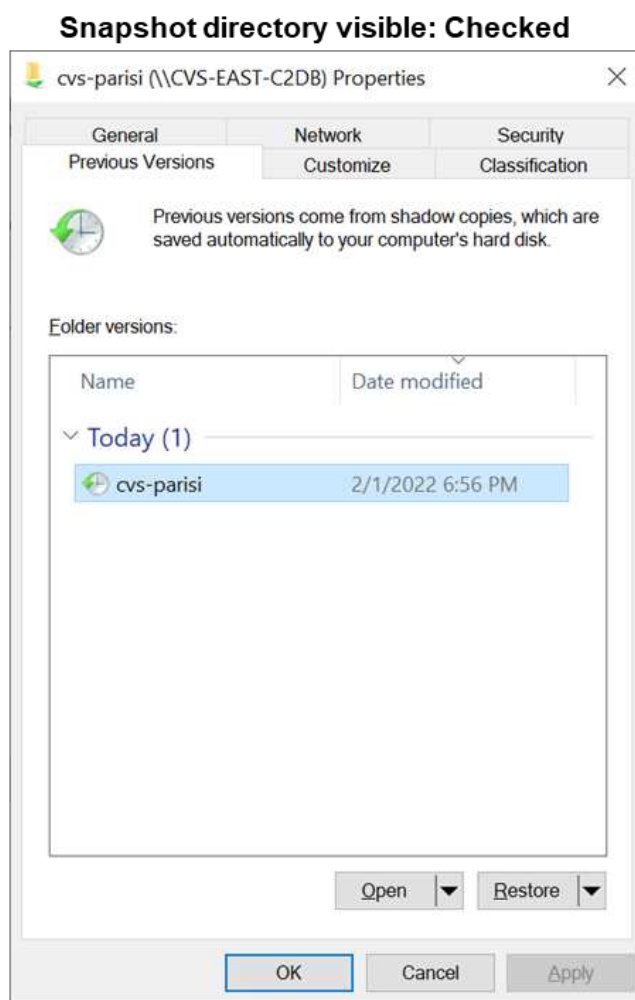 Snapshot directory visible: Checked
cvs-parisi (\\CVS-EAST-C2DB) Properties
General Network Security
Previous Versions Customize Classification
Previous versions come from shadow copies, which are
saved automatically to your computer's hard disk.
Folder versions:
Name Date modified
Today (1)
cvs-parisi 2/1/2022 6:56 PM
Open Restore
OK Cancel Apply